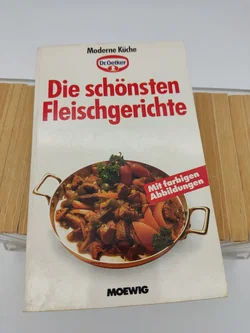 Moderne Küche
Dr. Oetker
Die schönsten
Fleischgerichte
Mit farbigen
Abbildungen
MOEWIG